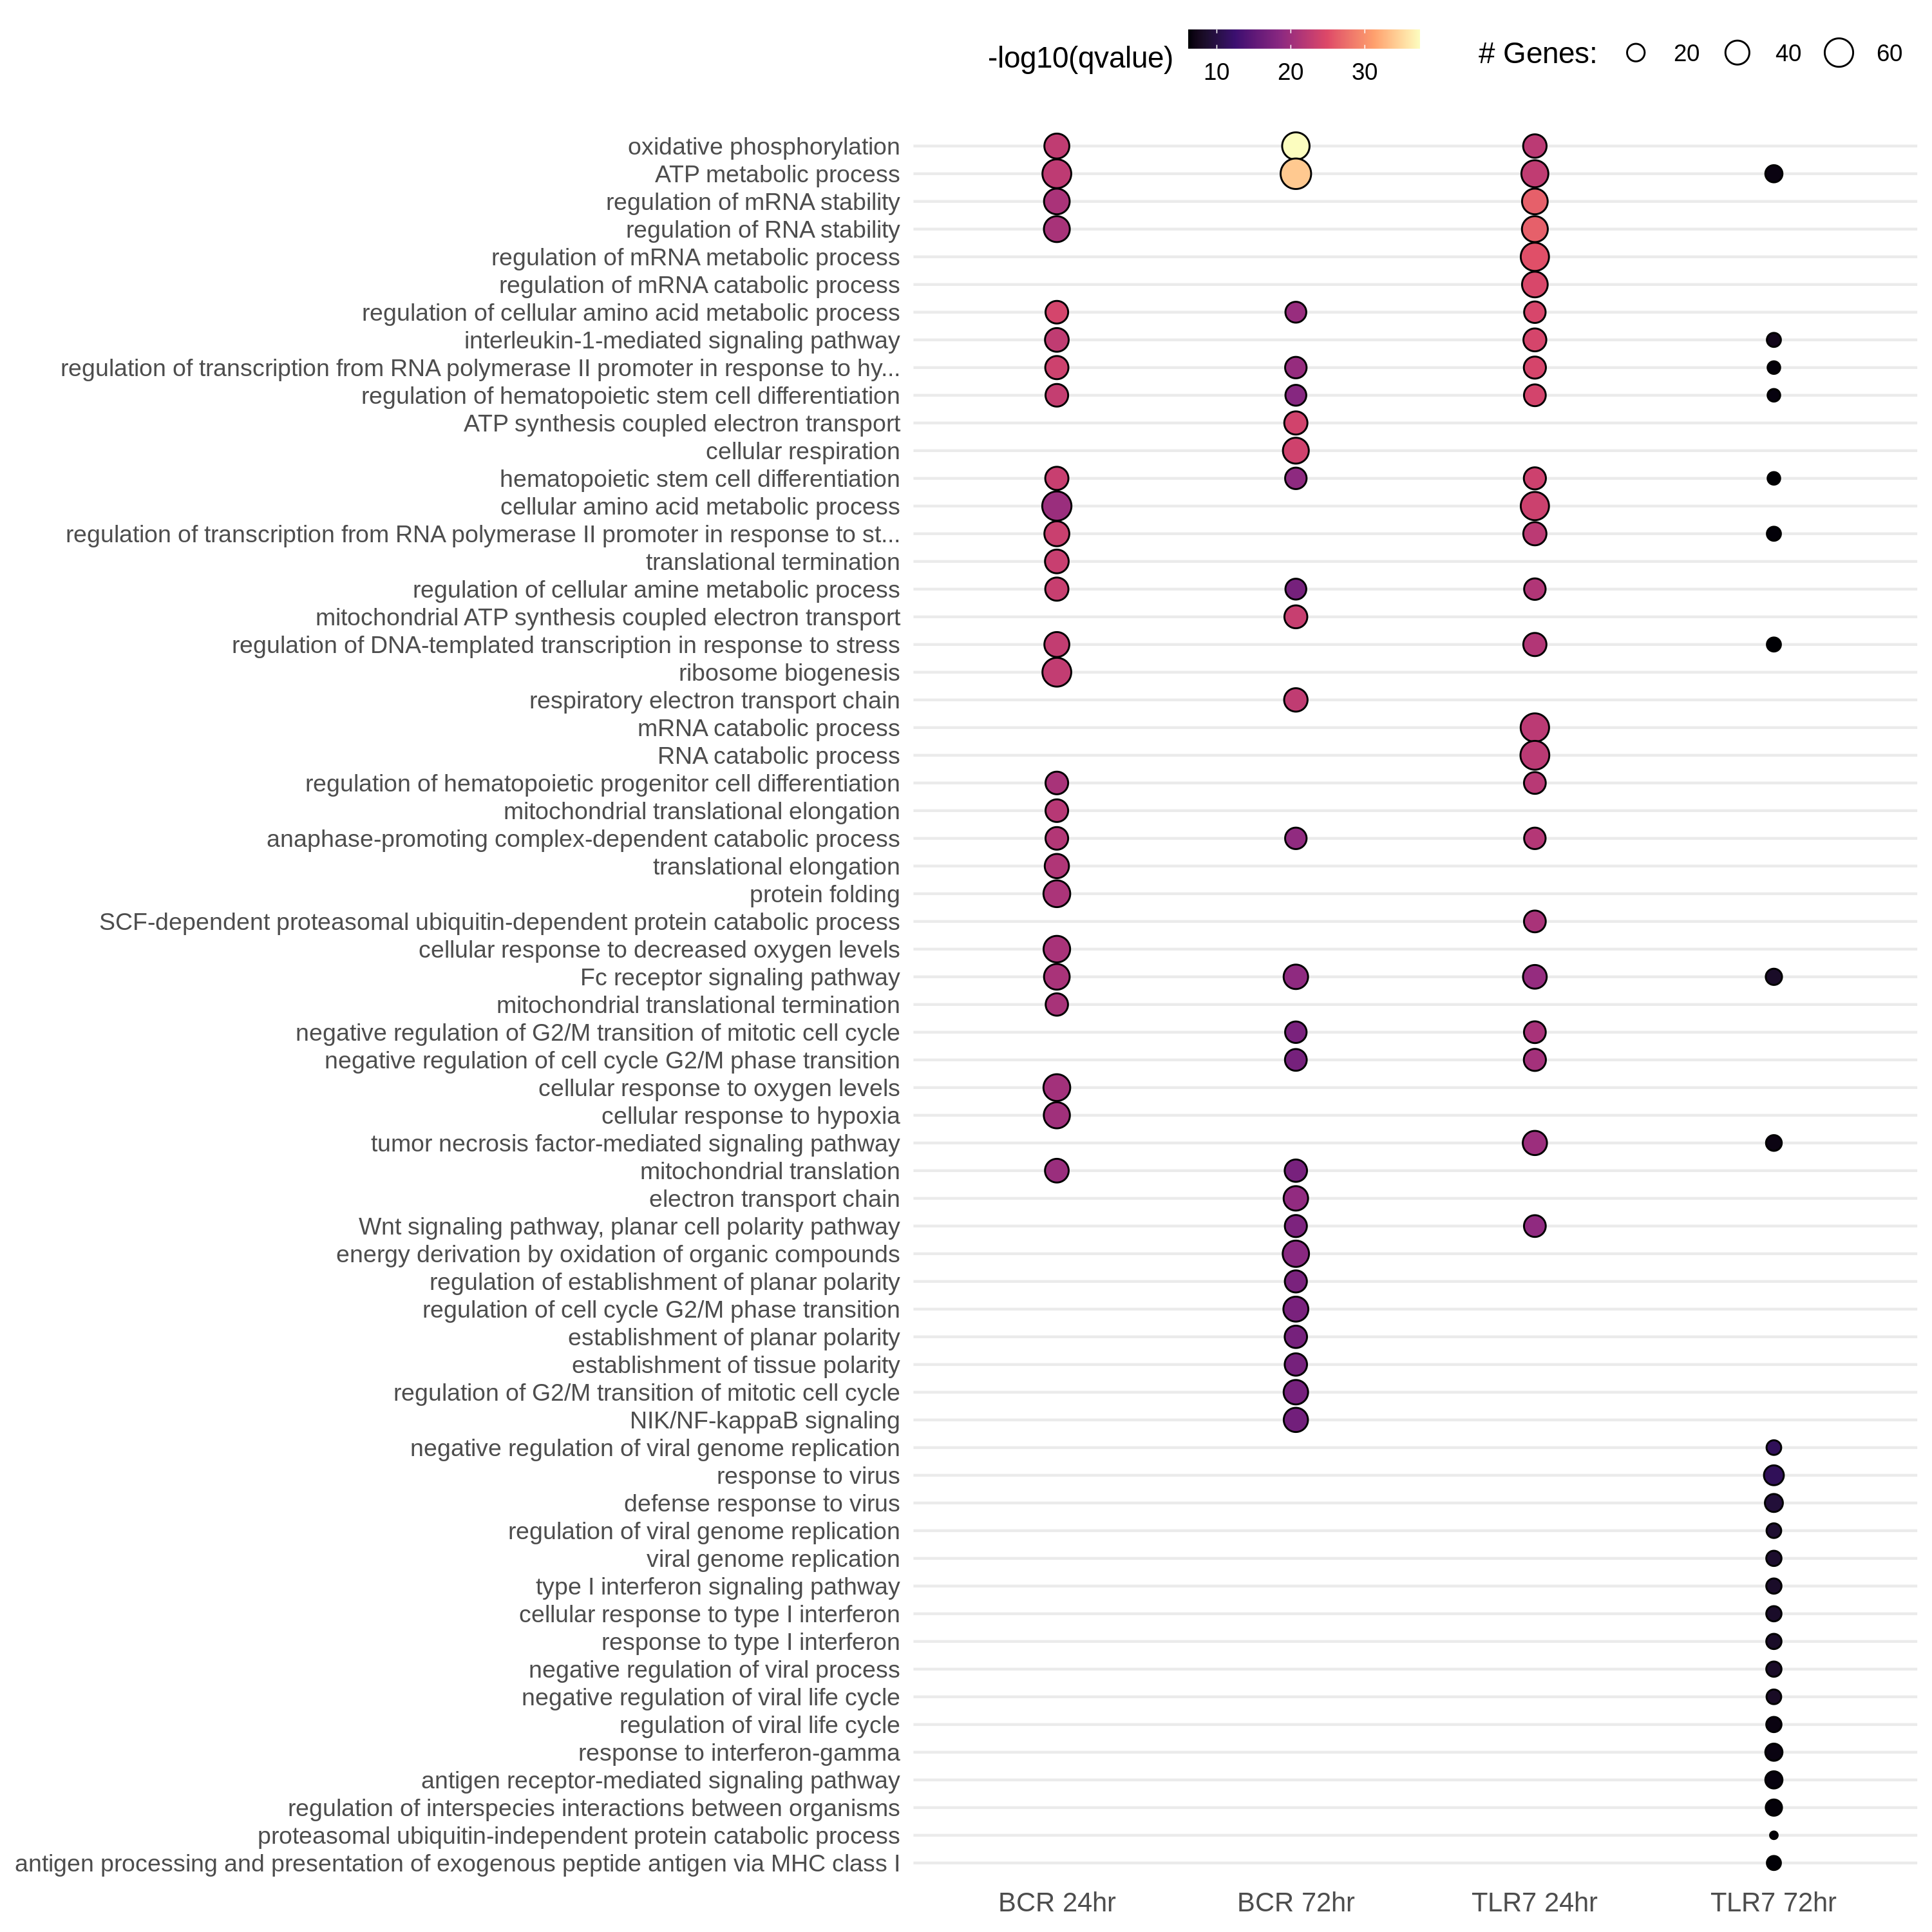 -log10(qvalue)
10 20 30
# Genes: 20 40 60
oxidative phosphorylation
ATP metabolic process
regulation of mRNA stability
regulation of RNA stability
regulation of mRNA metabolic process
regulation of mRNA catabolic process
regulation of cellular amino acid metabolic process
interleukin-1-mediated signaling pathway
regulation of transcription from RNA polymerase II promoter in response to hy...
regulation of hematopoietic stem cell differentiation
ATP synthesis coupled electron transport
cellular respiration
hematopoietic stem cell differentiation
cellular amino acid metabolic process
regulation of transcription from RNA polymerase II promoter in response to st...
translational termination
regulation of cellular amine metabolic process
mitochondrial ATP synthesis coupled electron transport
regulation of DNA-templated transcription in response to stress
ribosome biogenesis
respiratory electron transport chain
mRNA catabolic process
RNA catabolic process
regulation of hematopoietic progenitor cell differentiation
mitochondrial translational elongation
anaphase-promoting complex-dependent catabolic process
translational elongation
protein folding
SCF-dependent proteasomal ubiquitin-dependent protein catabolic process
cellular response to decreased oxygen levels
Fc receptor signaling pathway
mitochondrial translational termination
negative regulation of G2/M transition of mitotic cell cycle
negative regulation of cell cycle G2/M phase transition
cellular response to oxygen levels
cellular response to hypoxia
tumor necrosis factor-mediated signaling pathway
mitochondrial translation
electron transport chain
Wnt signaling pathway, planar cell polarity pathway
energy derivation by oxidation of organic compounds
regulation of establishment of planar polarity
regulation of cell cycle G2/M phase transition
establishment of planar polarity
establishment of tissue polarity
regulation of G2/M transition of mitotic cell cycle
NIK/NF-kappaB signaling
negative regulation of viral genome replication
response to virus
defense response to virus
regulation of viral genome replication
viral genome replication
type I interferon signaling pathway
cellular response to type I interferon
response to type I interferon
negative regulation of viral process
negative regulation of viral life cycle
regulation of viral life cycle
response to interferon-gamma
antigen receptor-mediated signaling pathway
regulation of interspecies interactions between organisms
proteasomal ubiquitin-independent protein catabolic process
antigen processing and presentation of exogenous peptide antigen via MHC class I
BCR 24hr BCR 72hr TLR7 24hr TLR7 72hr